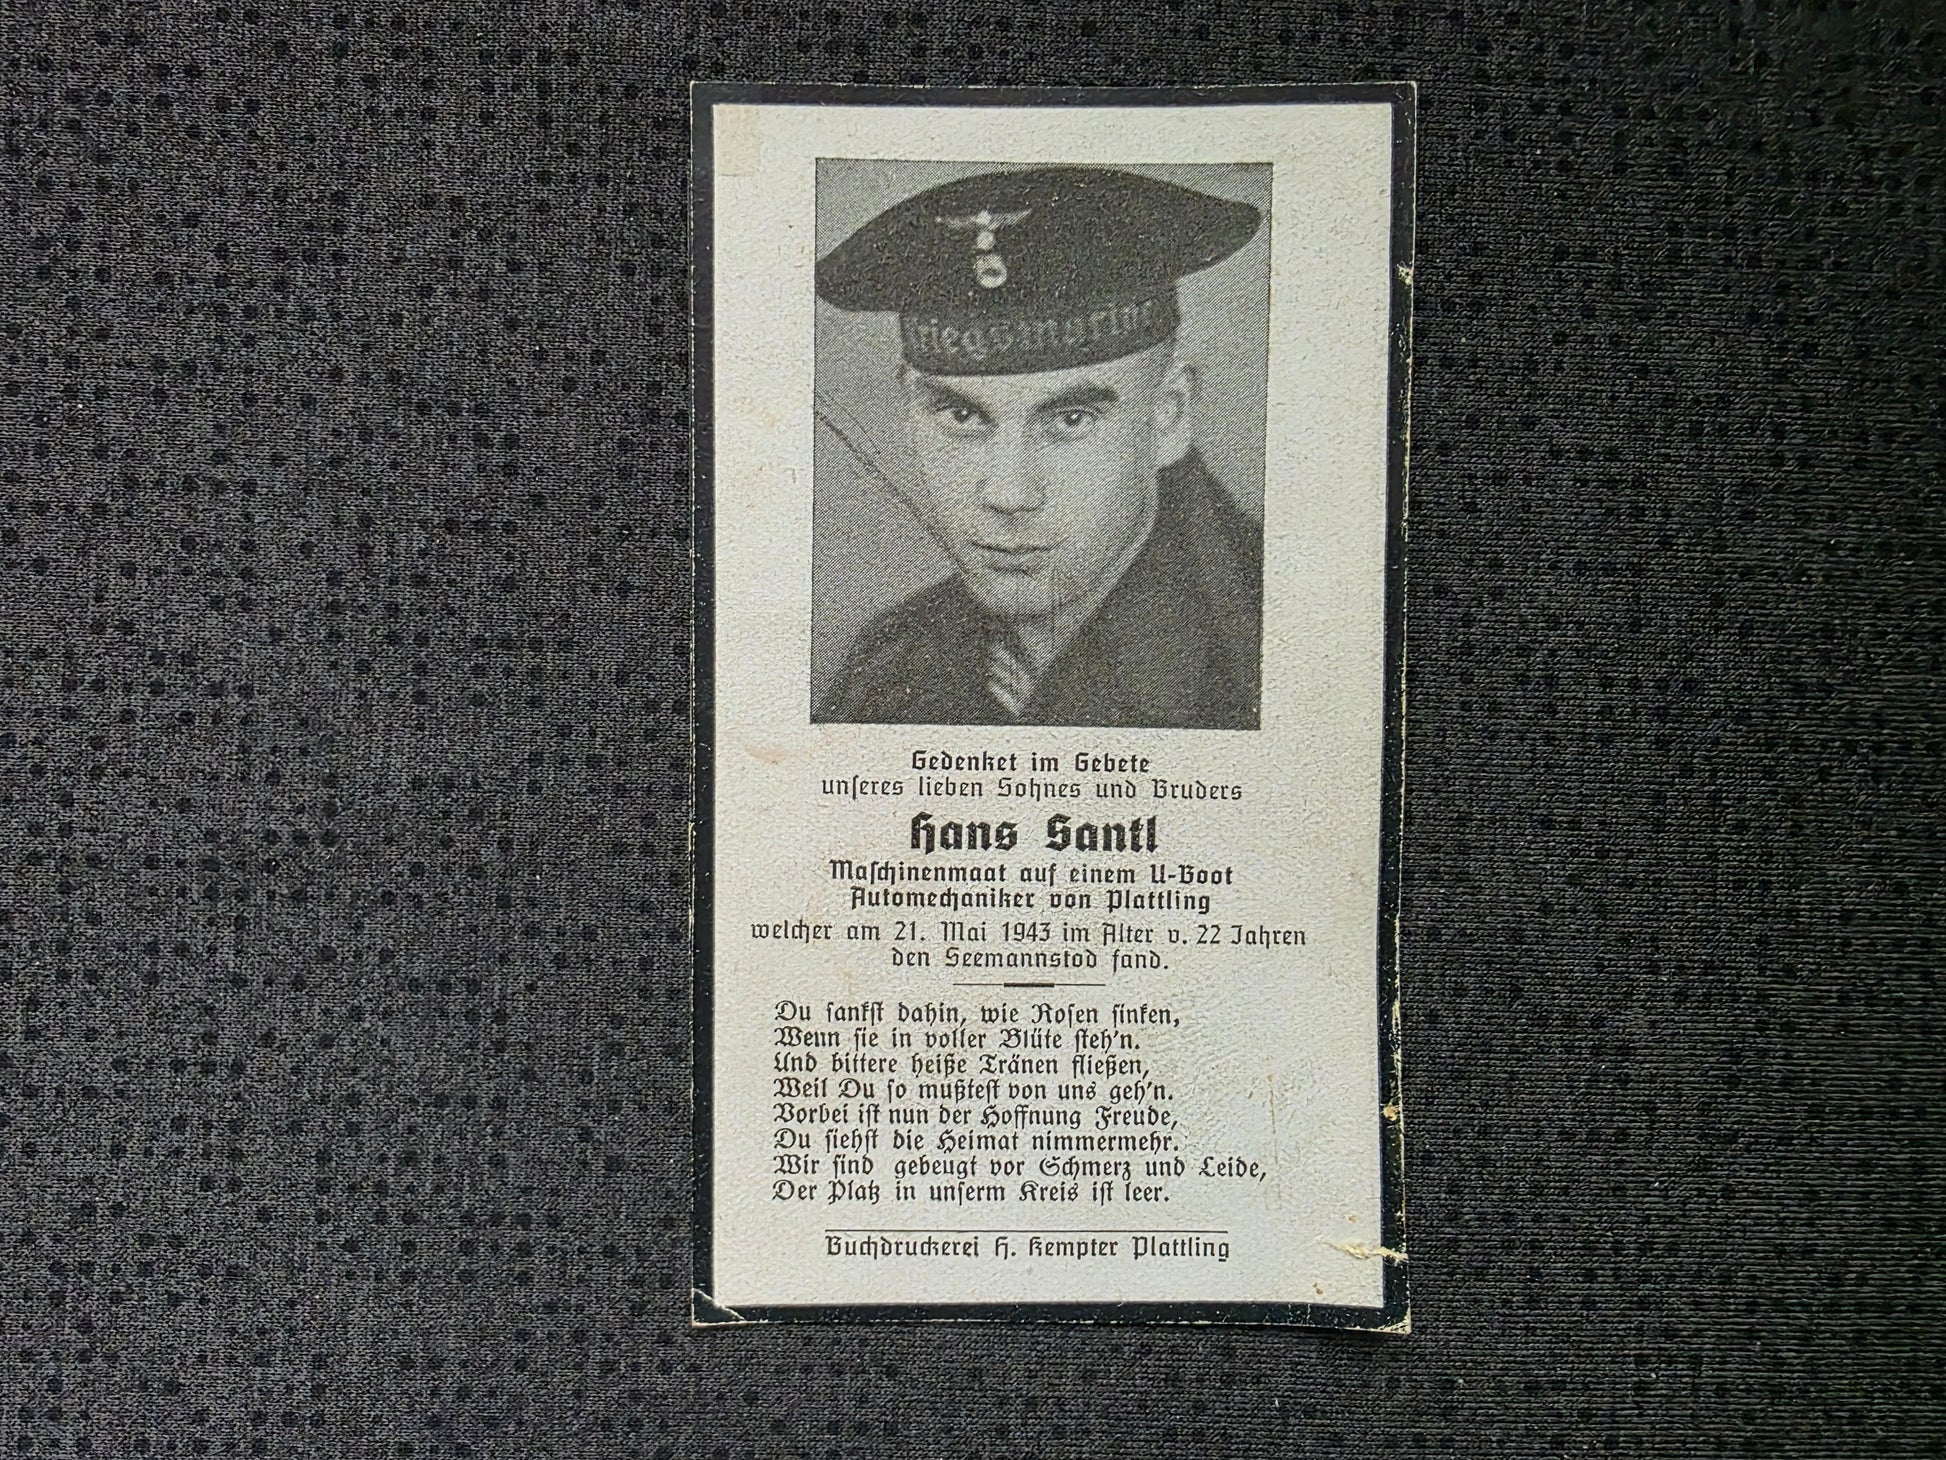 Kriegsmarine
Gedenket im Gebete
unseres lieben Sohnes und Bruders
Hans Santl
Maschinenmaat auf einem U-Boot
Automechaniker von Plattling
welcher am 21. Mai 1943 im Alter v. 22 Jahren
den Seemannstod fand.
Du sankst dahin, wie Rosen sinken,
Wenn sie in voller Blüte steh'n.
Und bittere heiße Tränen fließen,
Weil Du so mußtest von uns geh'n.
Vorbei ist nun der Hoffnung Freude,
Du siehst die Heimat nimmermehr.
Wir sind gebeugt vor Schmerz und Leide,
Der Platz in unserm Kreis ist leer.
Buchdruckerei H. Kempter Plattling